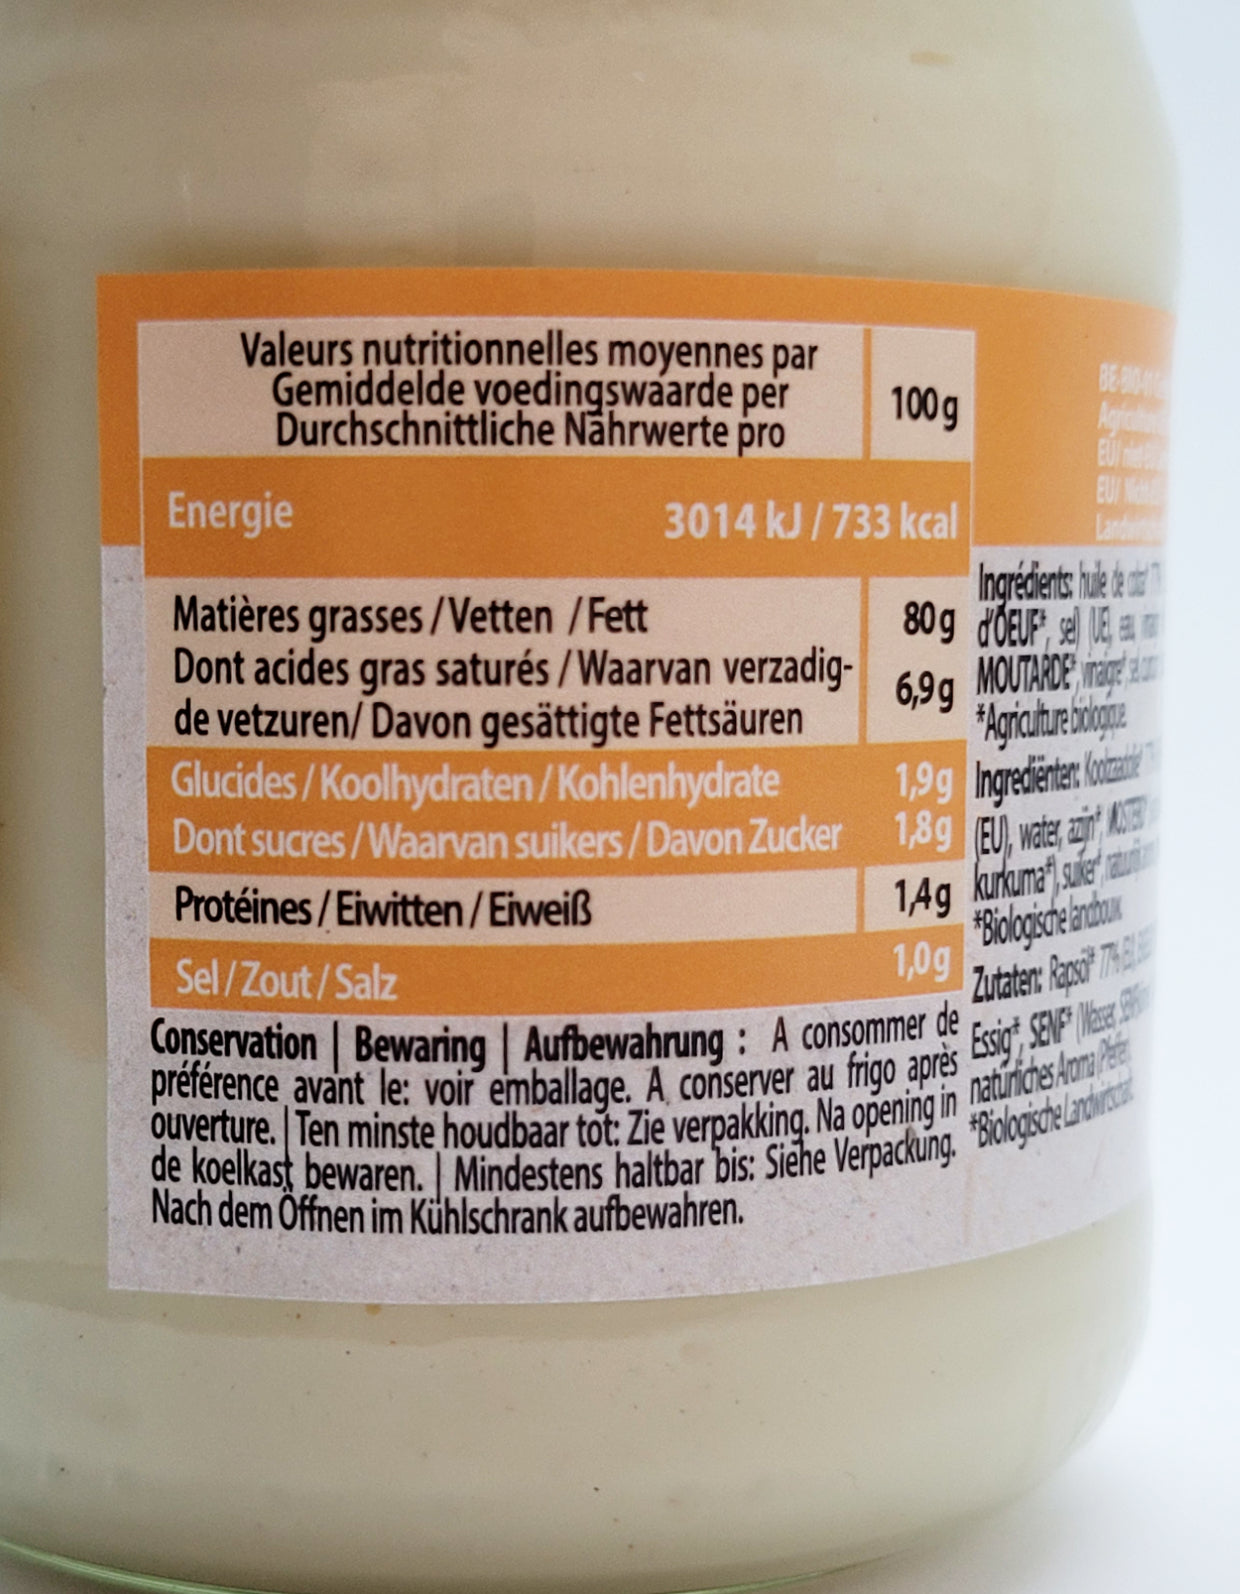 Valeurs nutritionnelles moyennes par
Gemiddelde voedingswaarde per
Durchschnittliche Nährwerte pro
100g
Energie 3014 kJ / 733 kcal
Matières grasses / Vetten / Fett 80g
Dont acides gras saturés / Waarvan verzadig-
de vetzuren/ Davon gesättigte Fettsäuren
6,9g
Glucides / Koolhydraten / Kohlenhydrate 1,9g
Dont sucres / Waarvan suikers / Davon Zucker 1,8g
Protéines / Eiwitten / Eiweiß 1,4g
Sel / Zout / Salz 1,0g
Conservation | Bewaring | Aufbewahrung : A consommer de
préférence avant le: voir emballage. A conserver au frigo après
ouverture. | Ten minste houdbaar tot: Zie verpakking. Na opening in
de koelkast bewaren. | Mindestens haltbar bis: Siehe Verpackung.
Nach dem Öffnen im Kühlschrank aufbewahren.
EU/
EU/
Ingrédients: huile de
d'OEUF*, sel) (UE), eau,
MOUTARDE*, vinaigre*, sel,
*Agriculture biologique
Ingrediënten: Koolzaadolie*
(EU), water, azijn*,
kurkuma*), suiker*,
*Biologische landbouw.
Zutaten: Rapsöl* 77%
Essig*, SENF* (Wasser,
natürliches Aroma (Pfeffer)
*Biologische Landwirtschaft.